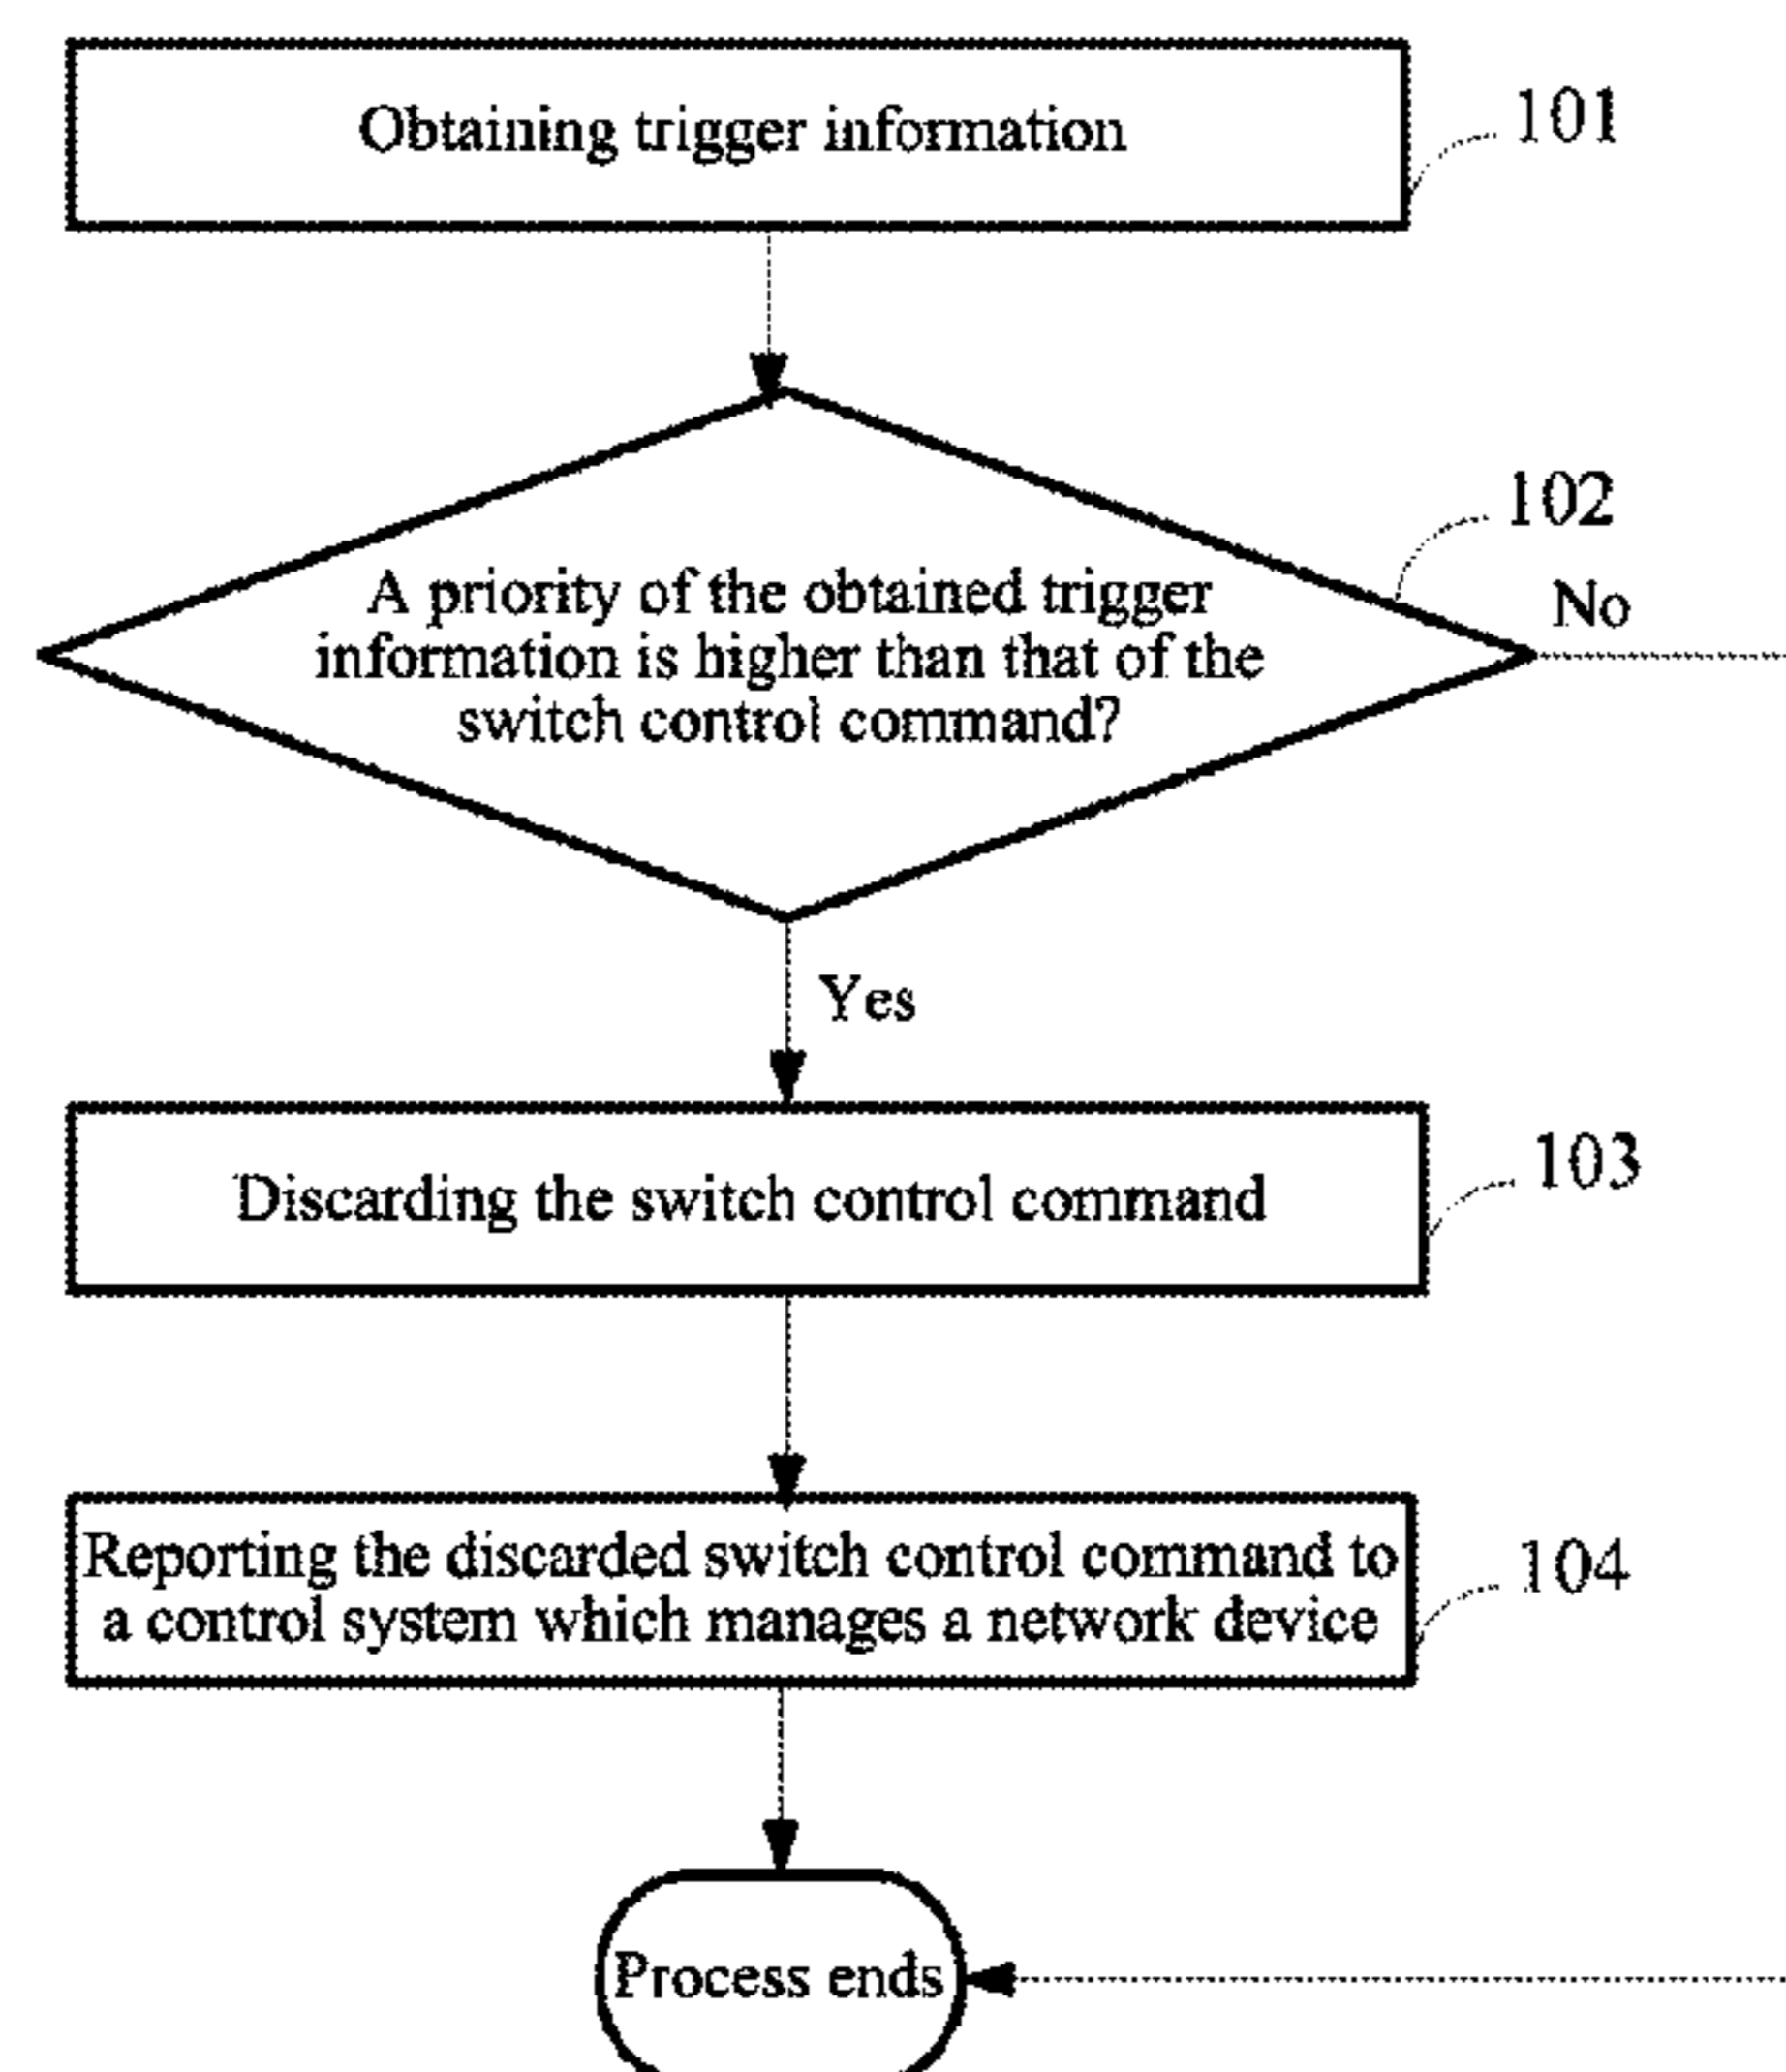 Obtaining trigger information
101
102
A priority of the obtained trigger
information is higher than that of the
switch control command?
No
Yes
Discarding the switch control command
103
Reporting the discarded switch control command to
a control system which manages a network device
104
Process ends